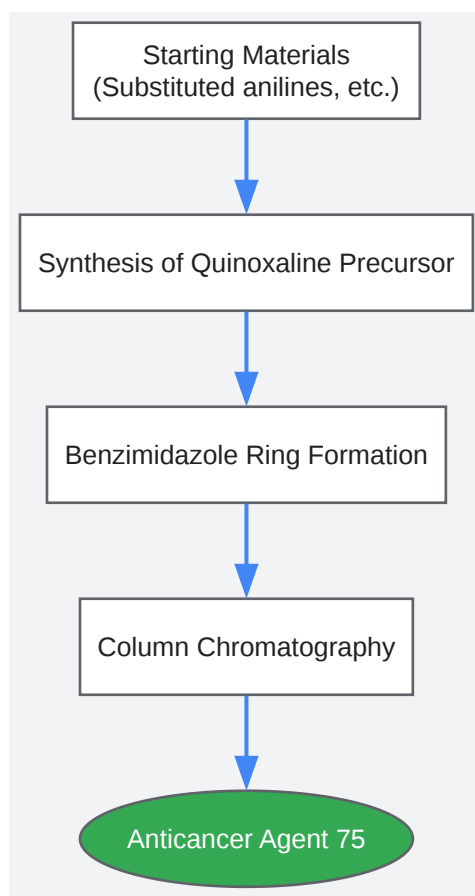 Starting Materials
(Substituted anilines, etc.)
Synthesis of Quinoxaline Precursor
Benzimidazole Ring Formation
Column Chromatography
Anticancer Agent 75